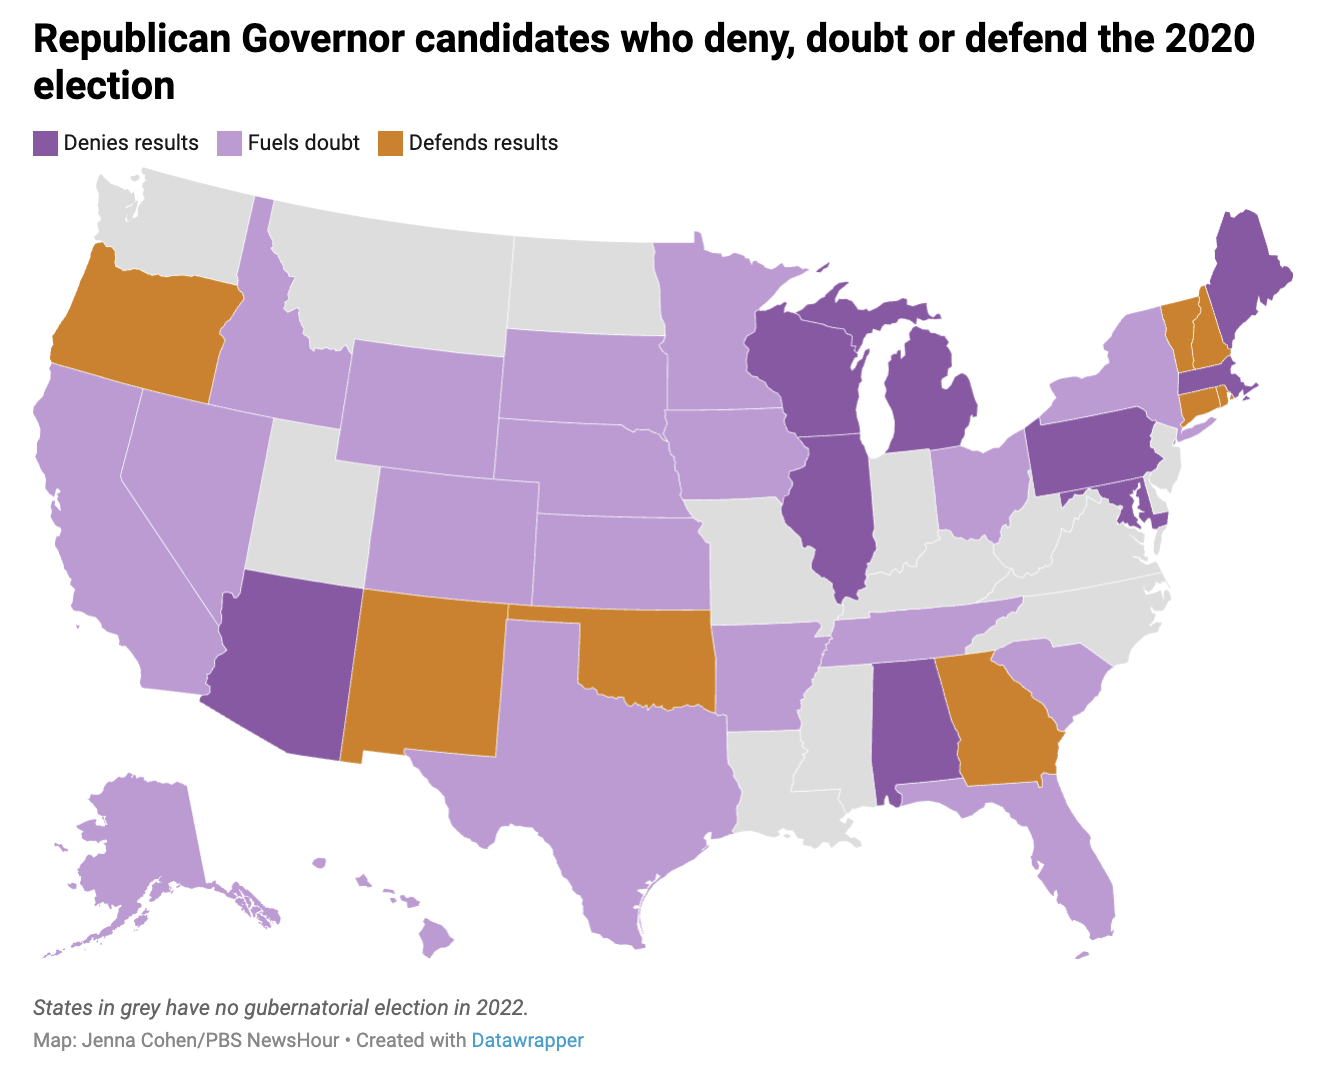 Republican Governor candidates who deny, doubt or defend the 2020
election
Denies results Fuels doubt Defends results
States in grey have no gubernatorial election in 2022.
Map: Jenna Cohen/PBS NewsHour • Created with Datawrapper